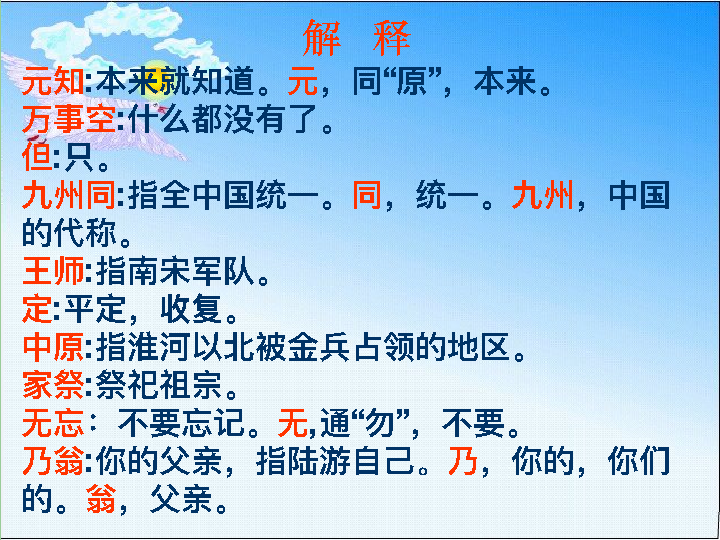 解 释
元知:本来就知道。元，同“原”，本来。
万事空:什么都没有了。
但:只。
九州同:指全中国统一。同，统一。九州，中国
的代称。
王师:指南宋军队。
定:平定，收复。
中原:指淮河以北被金兵占领的地区。
家祭:祭祀祖宗。
无忘：不要忘记。无,通“勿”，不要。
乃翁:你的父亲，指陆游自己。乃，你的，你们
的。翁，父亲。